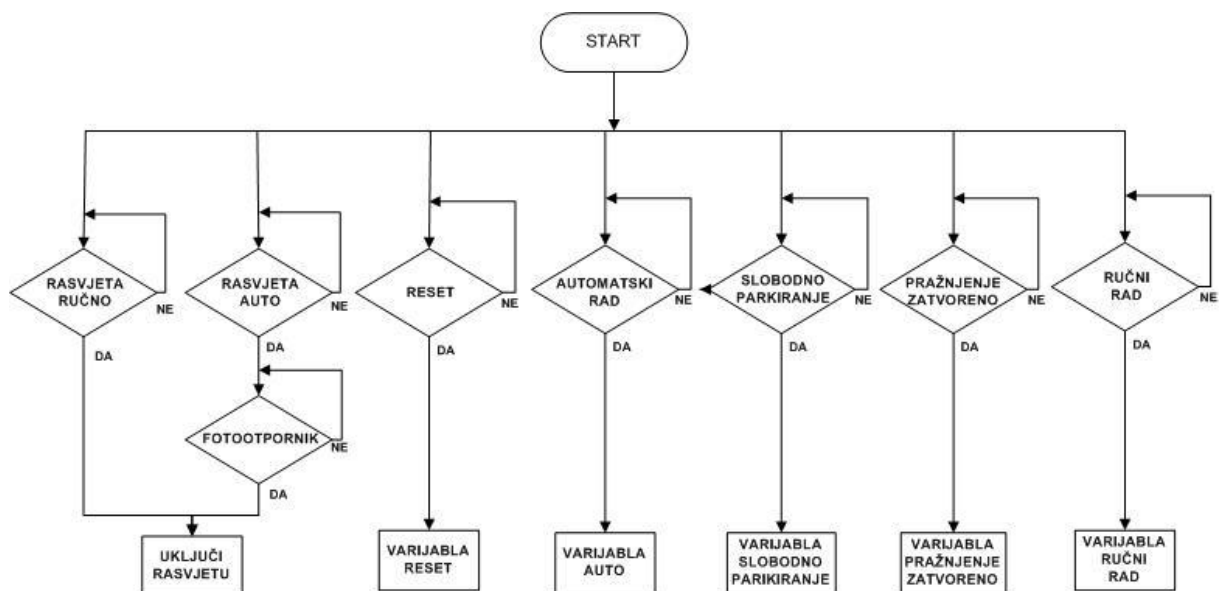 START
RASVJETA
RUČNO
NE
DA
RASVJETA
AUTO
NE
DA
FOTOOTPORNIK
NE
DA
UKLJUČI
RASVJETU
RESET
NE
DA
VARIJABLA
RESET
AUTOMATSKI
RAD
NE
DA
VARIJABLA
AUTO
SLOBODNO
PARKIRANJE
NE
DA
VARIJABLA
SLOBODNO
PARIKIRANJE
PRAŽNJENJE
ZATVORENO
NE
DA
VARIJABLA
PRAŽNJENJE
ZATVORENO
RUČNI
RAD
NE
DA
VARIJABLA
RUČNI
RAD